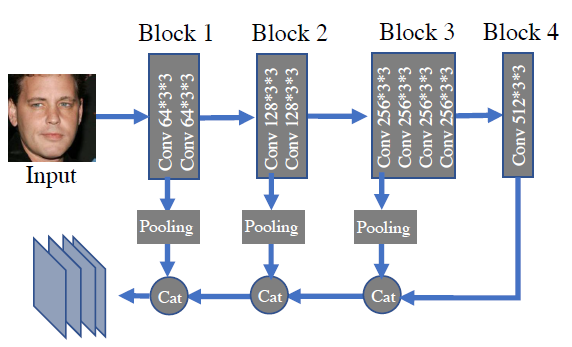 Block 1
Block 2
Block 3
Block 4
Input
Conv 64*3*3
Conv 64*3*3
Conv 128*3*3
Conv 128*3*3
Conv 256*3*3
Conv 256*3*3
Conv 256*3*3
Conv 256*3*3
Conv 512*3*3
Pooling
Pooling
Pooling
Cat
Cat
Cat